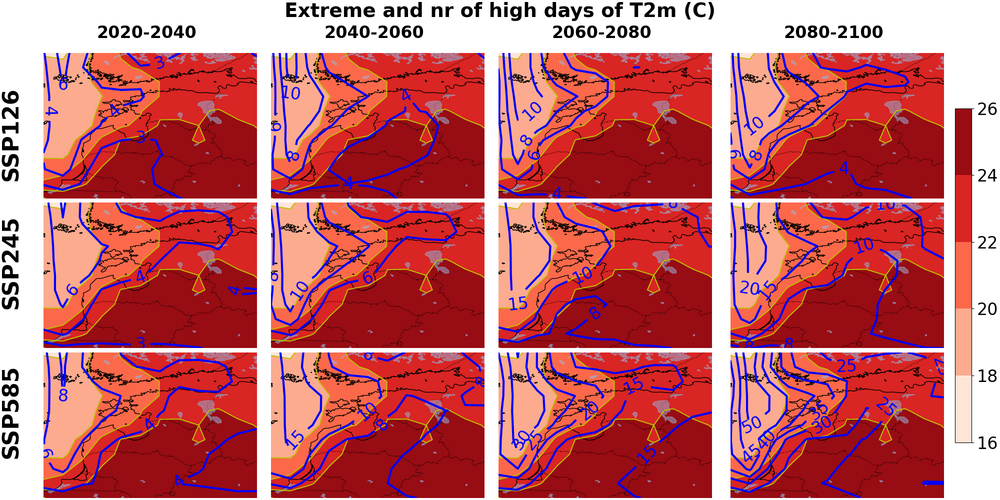 Extreme and nr of high days of T2m (C)
2020-2040 2040-2060 2060-2080 2080-2100
SSP126
3 6 4 4 3
10 4 6 8 4
10 8 6 4
10 6 8 4
SSP245
6 4 4 3
8 10 6
8 10 15 8
10 10 20 15 8 8
SSP585
8 4 6 4
8 8 10 8 15
15 20 30 25 15
25 25 35 30 50 40 45
26
24
22
20
18
16